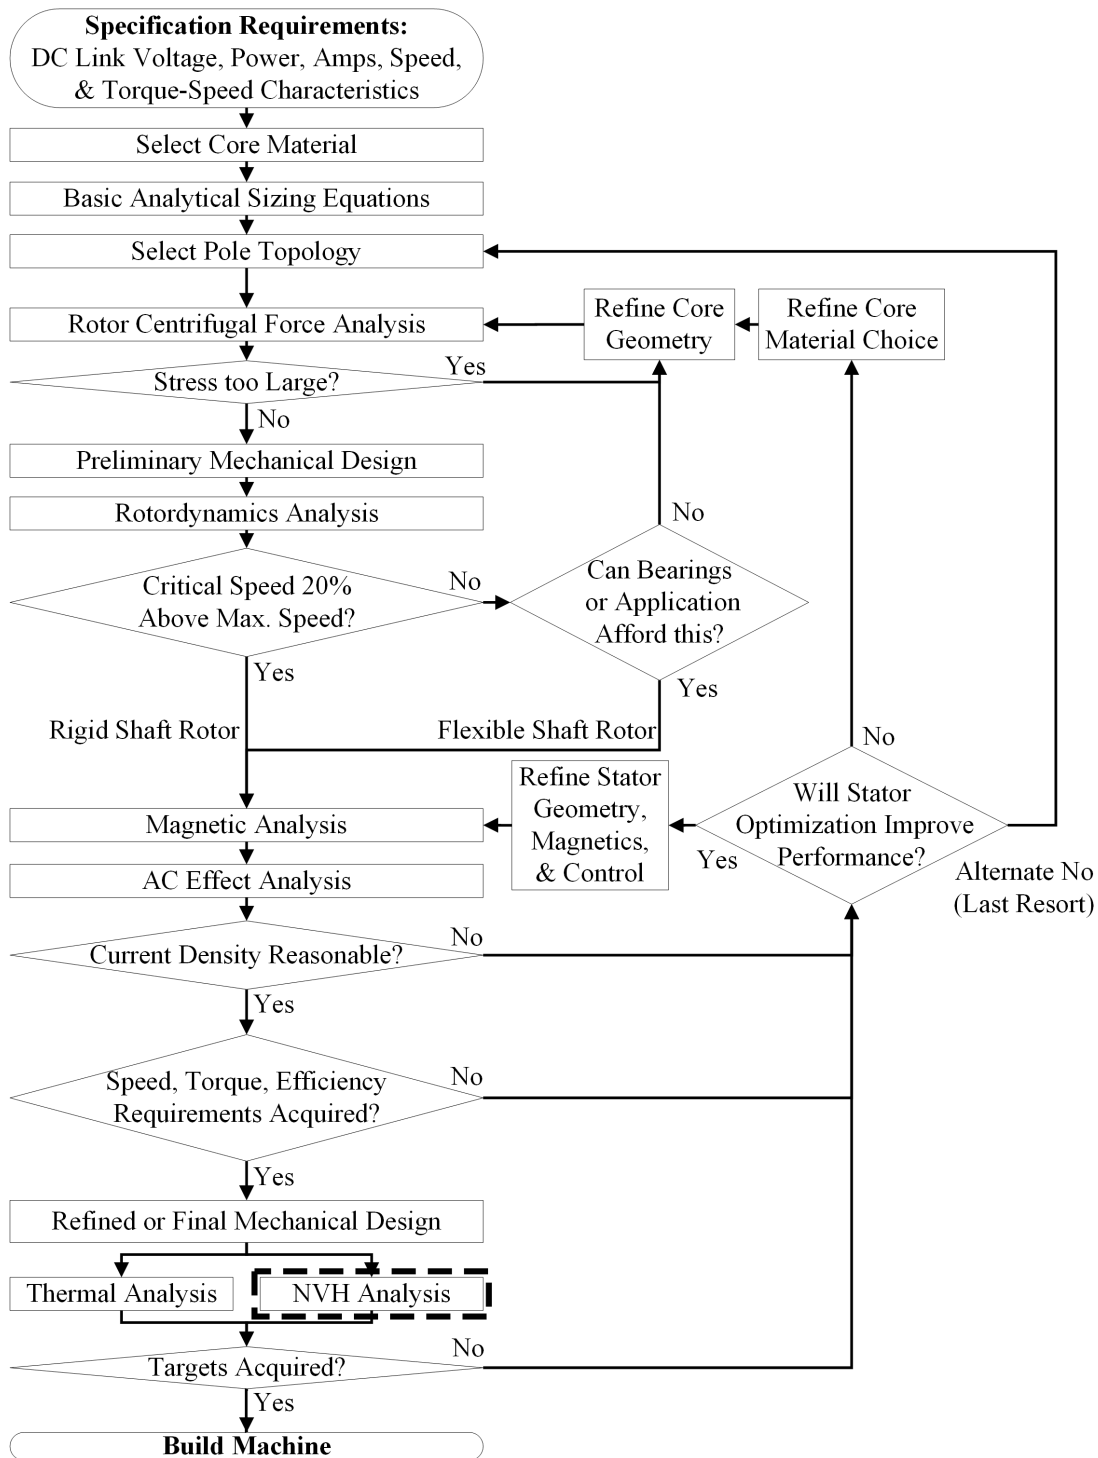 Specification Requirements:
DC Link Voltage, Power, Amps, Speed,
& Torque-Speed Characteristics
Select Core Material
Basic Analytical Sizing Equations
Select Pole Topology
Rotor Centrifugal Force Analysis
Refine Core
Geometry
Refine Core
Material Choice
Stress too Large?
Yes
No
Preliminary Mechanical Design
Rotordynamics Analysis
Critical Speed 20%
Above Max. Speed?
No
Can Bearings
or Application
Afford this?
No
Yes
Yes
Rigid Shaft Rotor
Flexible Shaft Rotor
Magnetic Analysis
Refine Stator
Geometry,
Magnetics,
& Control
Will Stator
Optimization Improve
Performance?
No
Yes
Alternate No
(Last Resort)
AC Effect Analysis
Current Density Reasonable?
No
Yes
Speed, Torque, Efficiency
Requirements Acquired?
No
Yes
Refined or Final Mechanical Design
Thermal Analysis
NVH Analysis
Targets Acquired?
No
Yes
Build Machine